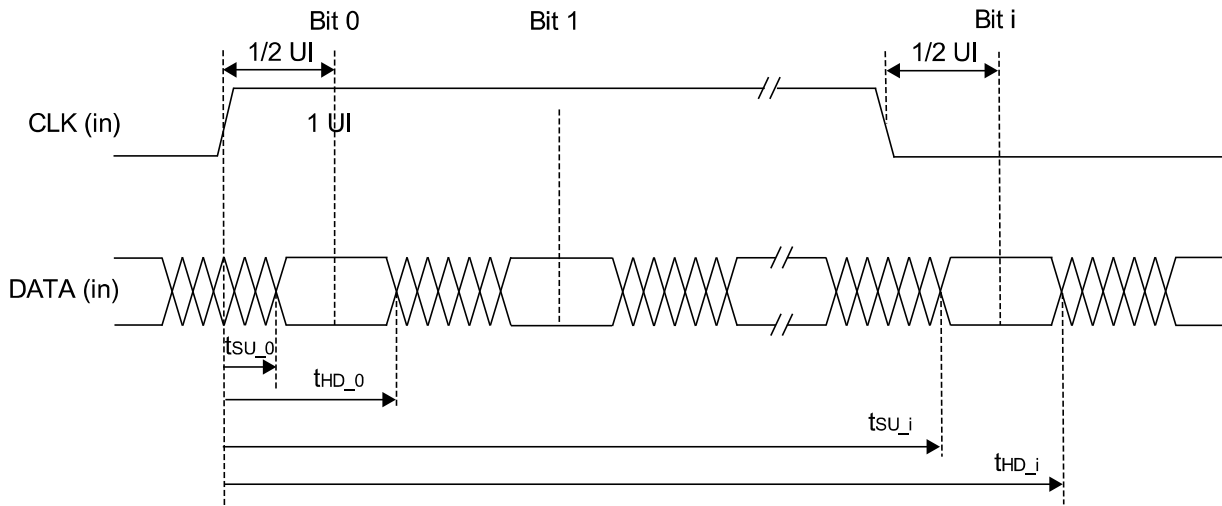 Bit 0 Bit 1 Bit i
1/2 UI 1/2 UI
CLK (in)
1 UI
DATA (in)
tSU_0
tHD_0
tSU_i
tHD_i